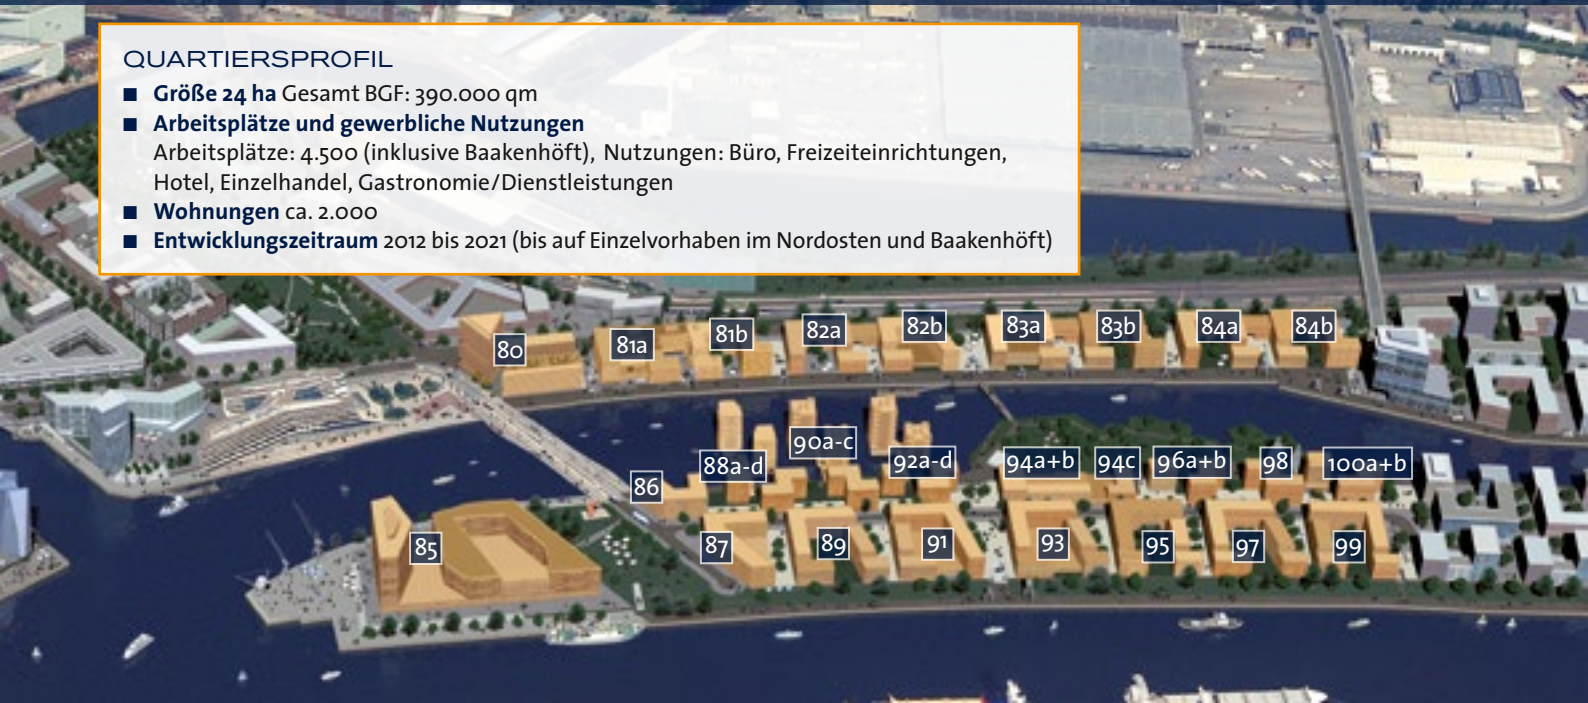 QUARTIERSPROFIL
■ Größe 24 ha Gesamt BGF: 390.000 qm
■ Arbeitsplätze und gewerbliche Nutzungen
Arbeitsplätze: 4.500 (inklusive Baakenhöft), Nutzungen: Büro, Freizeiteinrichtungen,
Hotel, Einzelhandel, Gastronomie/Dienstleistungen
■ Wohnungen ca. 2.000
■ Entwicklungszeitraum 2012 bis 2021 (bis auf Einzelvorhaben im Nordosten und Baakenhöft)
80 81a 81b 82a 82b 83a 83b 84a 84b
86 88a-d 90a-c 92a-d 94a+b 94c 96a+b 98 100a+b
85 87 89 91 93 95 97 99